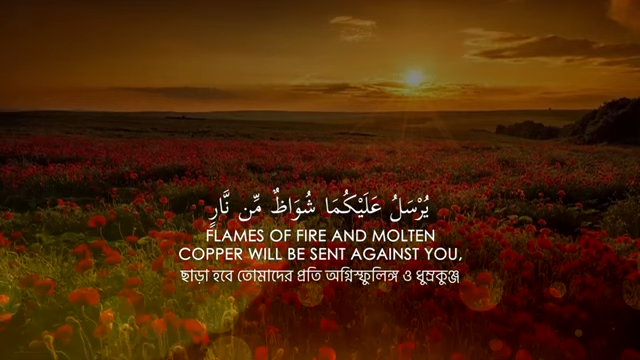 يُرْسَلُ عَلَيْكُمَا شُوَاظٌ مِّن نَّارٍ
FLAMES OF FIRE AND MOLTEN
COPPER WILL BE SENT AGAINST YOU,
ছাড়া হবে তোমাদের প্রতি অগ্নিস্ফুলিঙ্গ ও ধুম্রকুঞ্জ